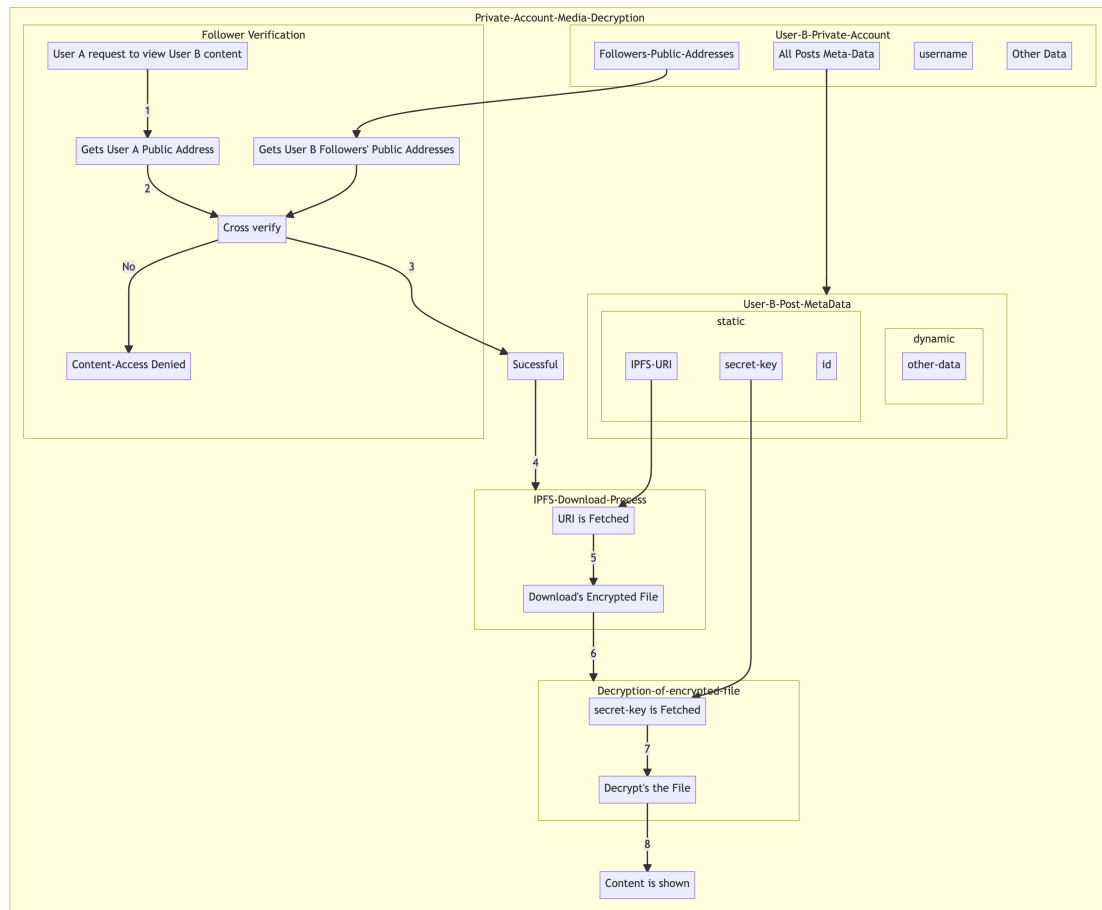 Private-Account-Media-Decryption
Follower Verification
User-B-Private-Account
User A request to view User B content
Followers-Public-Addresses
All Posts Meta-Data
username
Other Data
1
Gets User A Public Address
Gets User B Followers' Public Addresses
2
Cross verify
No
3
User-B-Post-MetaData
static
dynamic
Content-Access Denied
Sucessful
IPFS-URI
secret-key
id
other-data
4
IPFS-Download-Process
URI is Fetched
5
Download's Encrypted File
6
Decryption-of-encrypted-file
secret-key is Fetched
7
Decrypt's the File
8
Content is shown